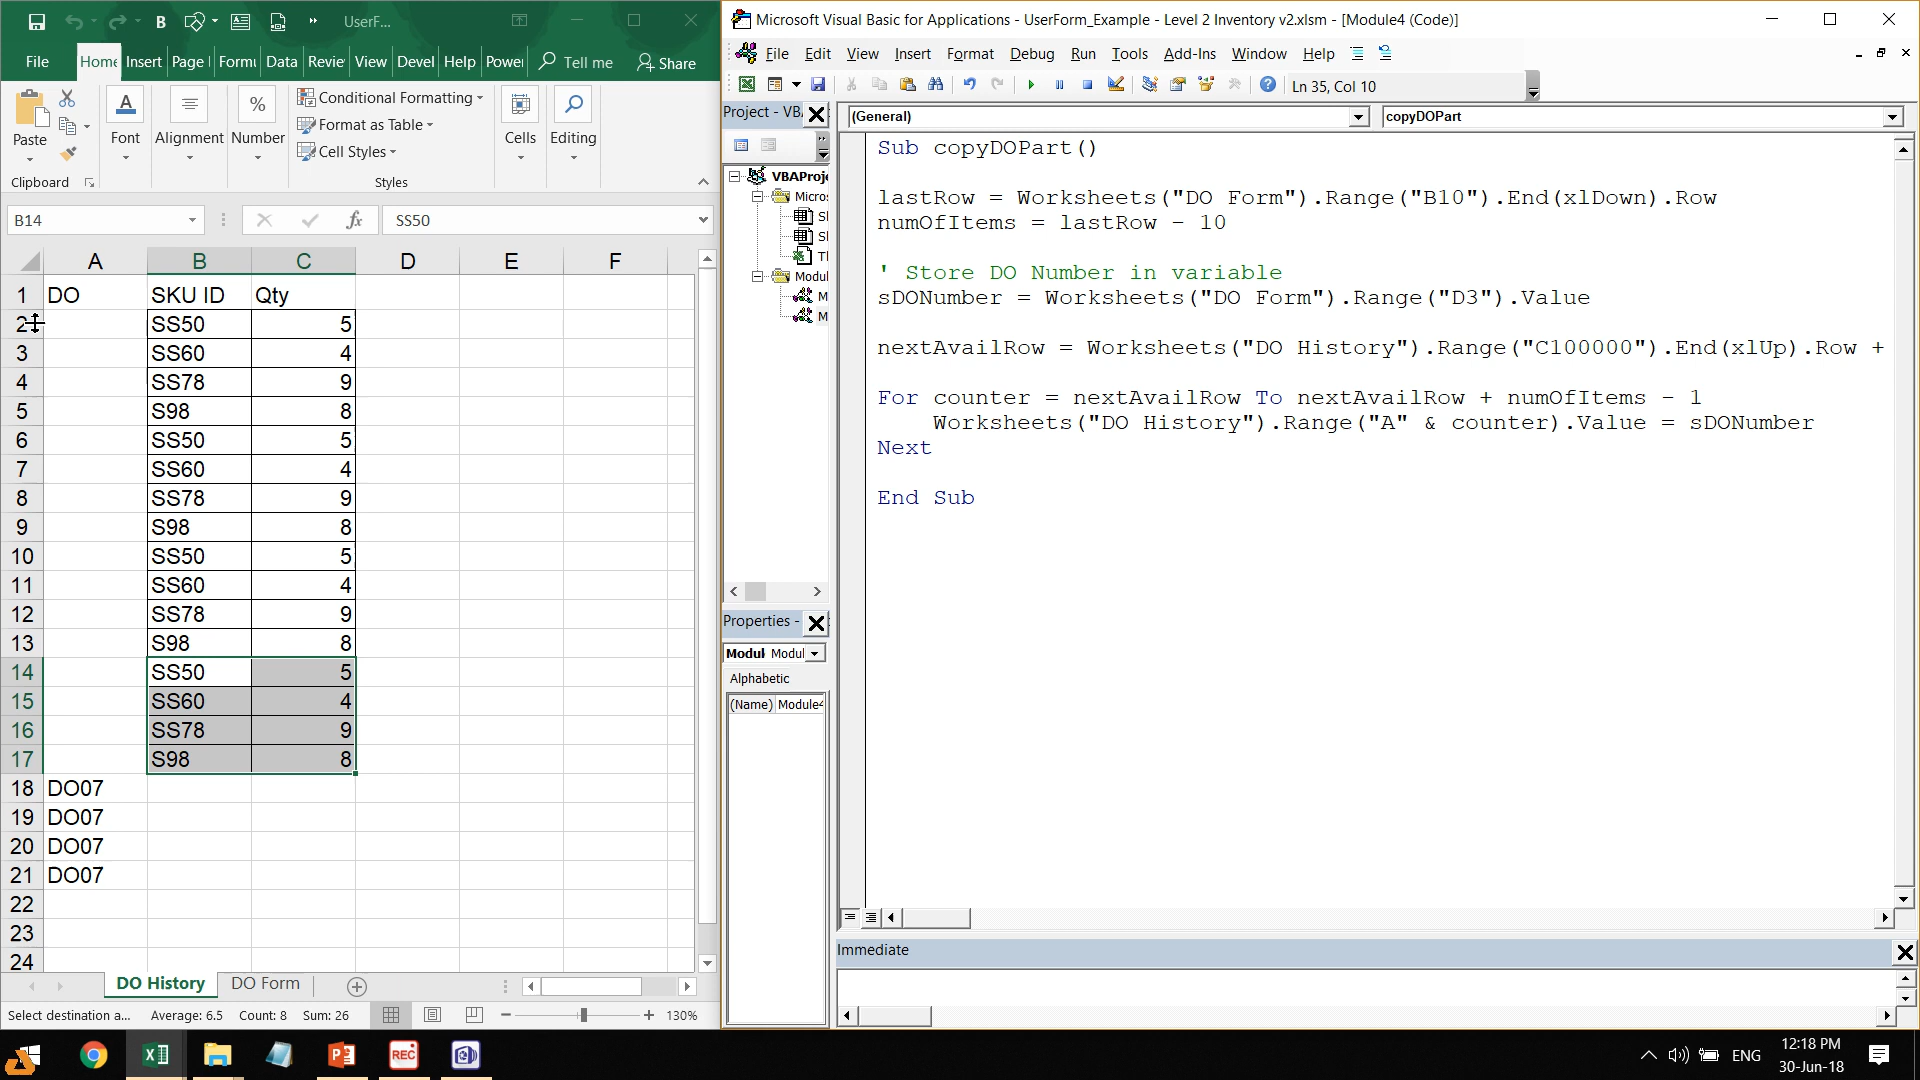 UserF...
Microsoft Visual Basic for Applications - UserForm_Example - Level 2 Inventory v2.xlsm - [Module4 (Code)]
File Home Insert Page Formu Data Revie View Devel Help Power Tell me Share
File Edit View Insert Format Debug Run Tools Add-Ins Window Help
Ln 35, Col 10
Paste
Font
Alignment
Number
Conditional Formatting
Format as Table
Cell Styles
Cells
Editing
Clipboard
Styles
Project - VBA
(General)
copyDOPart
B14
SS50
A B C D E F
1 DO SKU ID Qty
2 SS50 5
3 SS60 4
4 SS78 9
5 S98 8
6 SS50 5
7 SS60 4
8 SS78 9
9 S98 8
10 SS50 5
11 SS60 4
12 SS78 9
13 S98 8
14 SS50 5
15 SS60 4
16 SS78 9
17 S98 8
18 DO07
19 DO07
20 DO07
21 DO07
22
23
24
DO History
DO Form
Select destination a...
Average: 6.5
Count: 8
Sum: 26
130%
VBAProje
Micros
Modul
Properties -
Modul Modul
Alphabetic
(Name) Module4
Sub copyDOPart()
lastRow = Worksheets("DO Form").Range("B10").End(xlDown).Row
numOfItems = lastRow - 10
' Store DO Number in variable
sDONumber = Worksheets("DO Form").Range("D3").Value
nextAvailRow = Worksheets("DO History").Range("C100000").End(xlUp).Row +
For counter = nextAvailRow To nextAvailRow + numOfItems - 1
Worksheets("DO History").Range("A" & counter).Value = sDONumber
Next
End Sub
Immediate
REC
ENG
12:18 PM
30-Jun-18